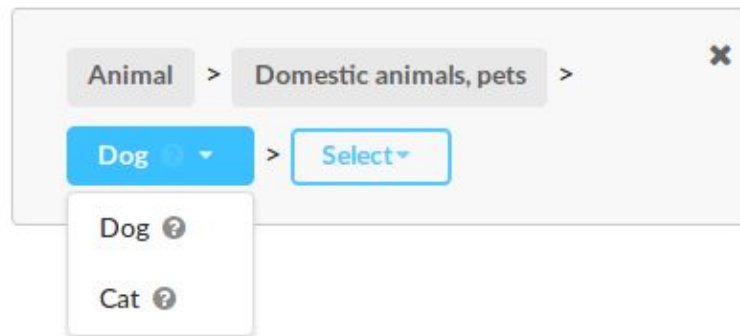 Animal > Domestic animals, pets >
Dog > Select
Dog
Cat